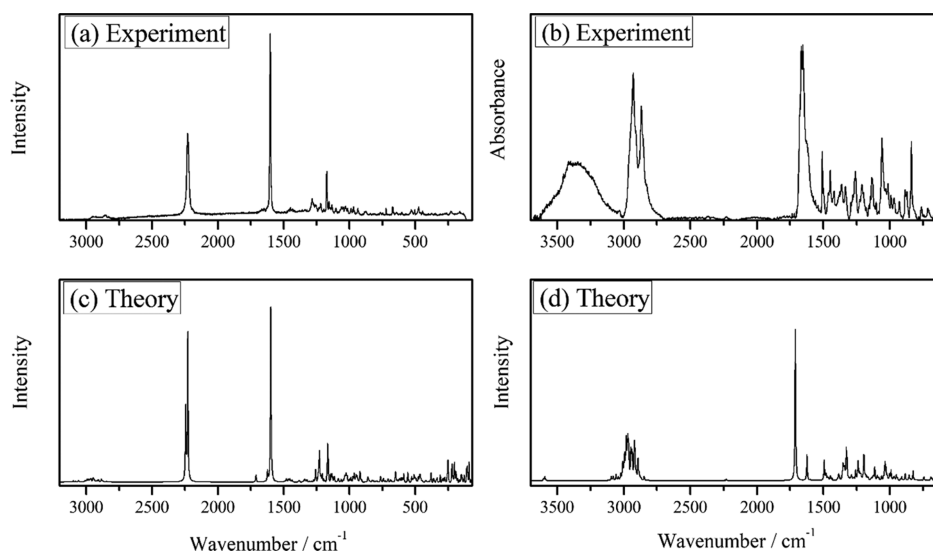 (a) Experiment
Intensity
3000 2500 2000 1500 1000 500
(b) Experiment
Absorbance
3500 3000 2500 2000 1500 1000
(c) Theory
Intensity
3000 2500 2000 1500 1000 500
Wavenumber / cm⁻¹
(d) Theory
Intensity
3500 3000 2500 2000 1500 1000
Wavenumber / cm⁻¹